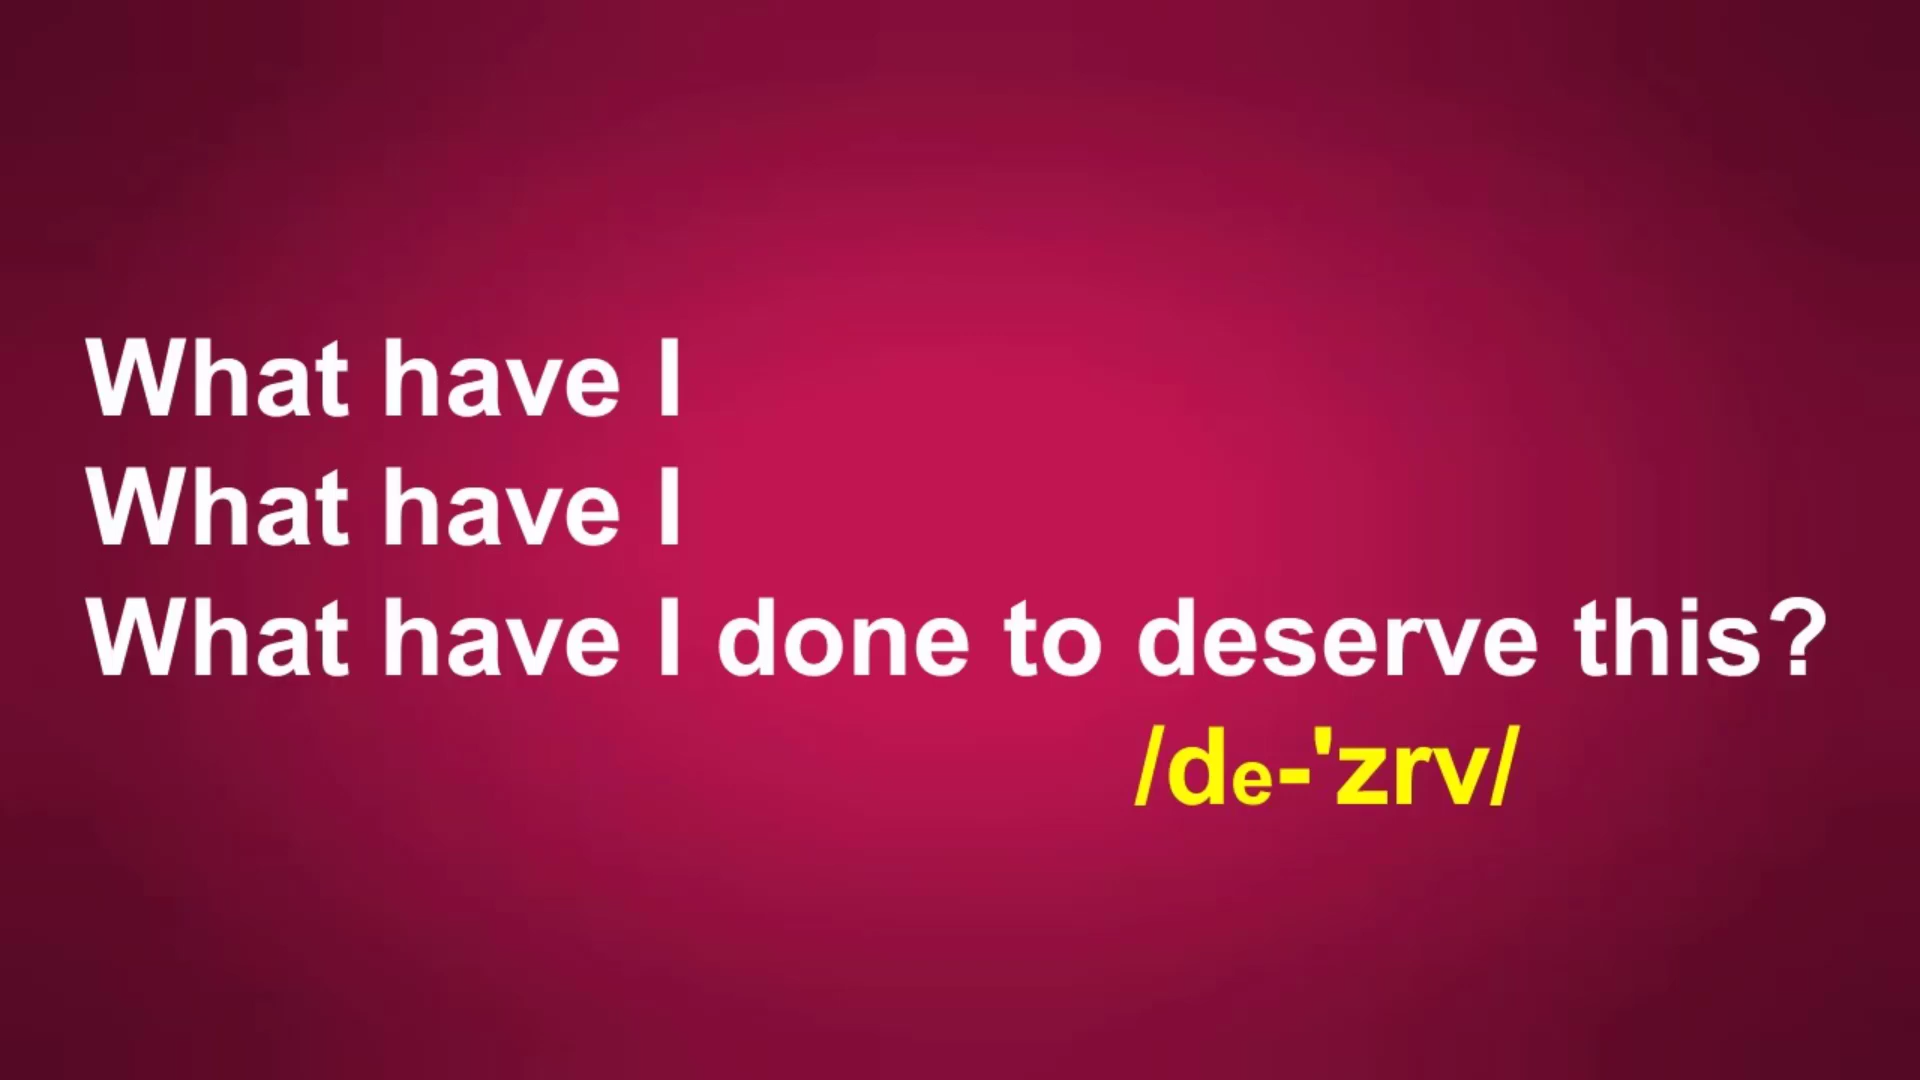 What have I
What have I
What have I done to deserve this?
/de-'zrv/